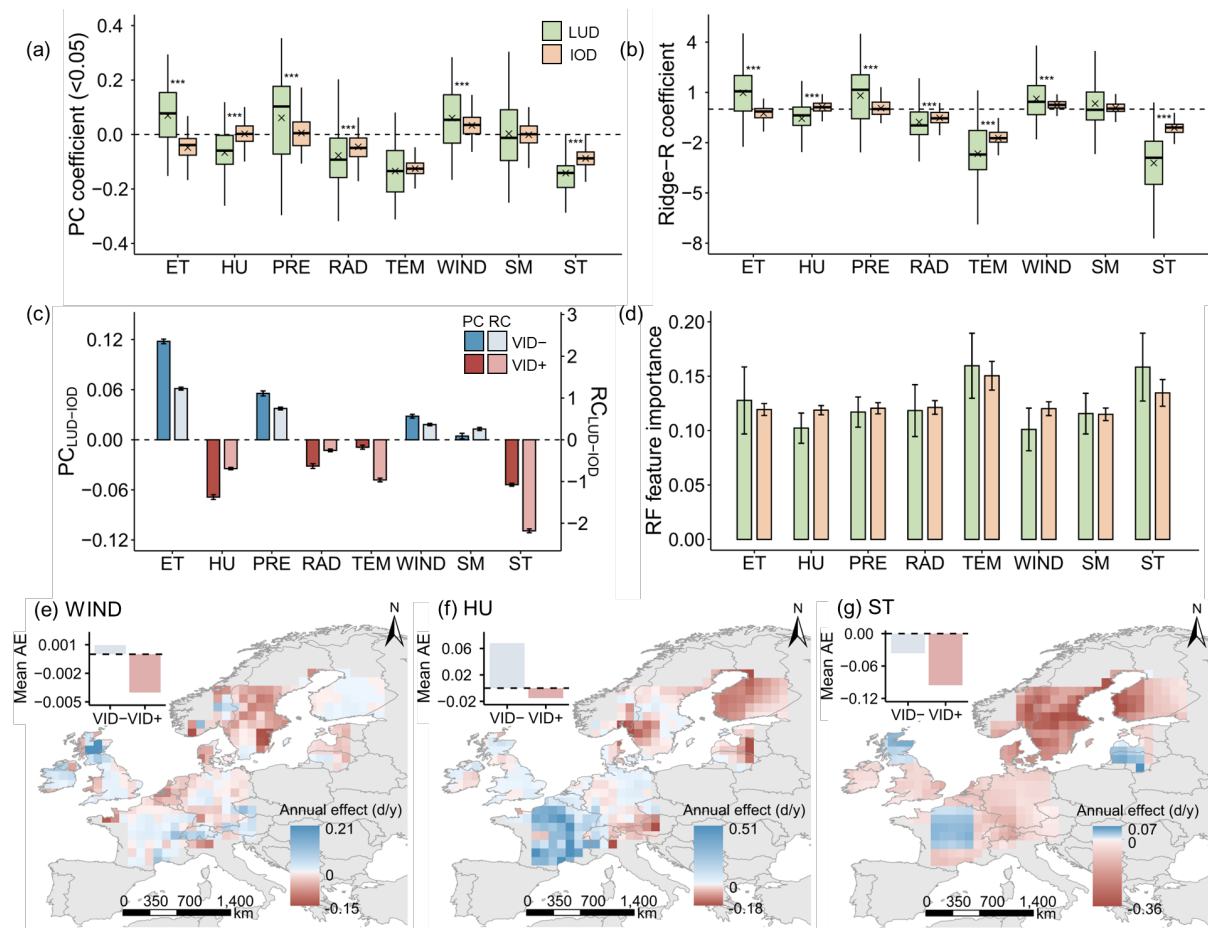 (a)
PC coefficient (<0.05)
0.4
0.2
0.0
−0.2
−0.4
LUD
IOD
***
***
***
***
***
***
ET HU PRE RAD TEM WIND SM ST
(b)
Ridge−R coefficient
4
0
−5
−8
***
***
***
***
***
***
***
ET HU PRE RAD TEM WIND SM ST
(c)
PC LUD−IOD
0.12
0.06
0.00
−0.06
−0.12
PC RC
VID−
VID+
3
2
1
0
−1
−2
RC LUD−IOD
ET HU PRE RAD TEM WIND SM ST
(d)
RF feature importance
0.20
0.15
0.10
0.05
0.00
ET HU PRE RAD TEM WIND SM ST
(e) WIND
Mean AE
0.001
−0.002
−0.005
VID− VID+
N
Annual effect (d/y)
0.21
0
-0.15
0 350 700 1,400
km
(f) HU
Mean AE
0.06
0.02
−0.02
VID− VID+
N
Annual effect (d/y)
0.51
0
-0.18
0 350 700 1,400
km
(g) ST
Mean AE
0.00
−0.06
−0.12
VID− VID+
N
Annual effect (d/y)
0.07
0
-0.36
0 350 700 1,400
km